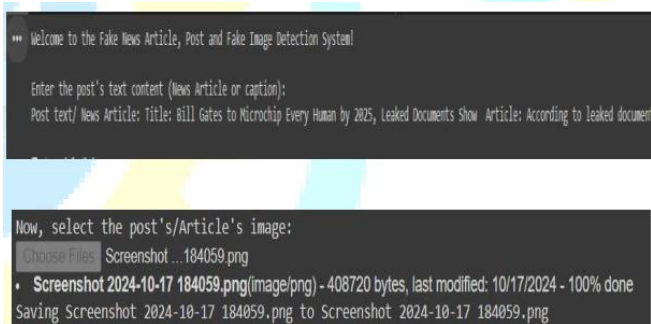 Welcome to the Fake News Article, Post and Fake Image Detection System!
Enter the post's text content (News Article or caption):
Post text/ News Article: Title: Bill Gates to Microchip Every Human by 2025, Leaked Documents Show Article: According to leaked document
Now, select the post's/Article's image:
Choose Files Screenshot ...184059.png
• Screenshot 2024-10-17 184059.png(image/png) - 408720 bytes, last modified: 10/17/2024 - 100% done
Saving Screenshot 2024-10-17 184059.png to Screenshot 2024-10-17 184059.png